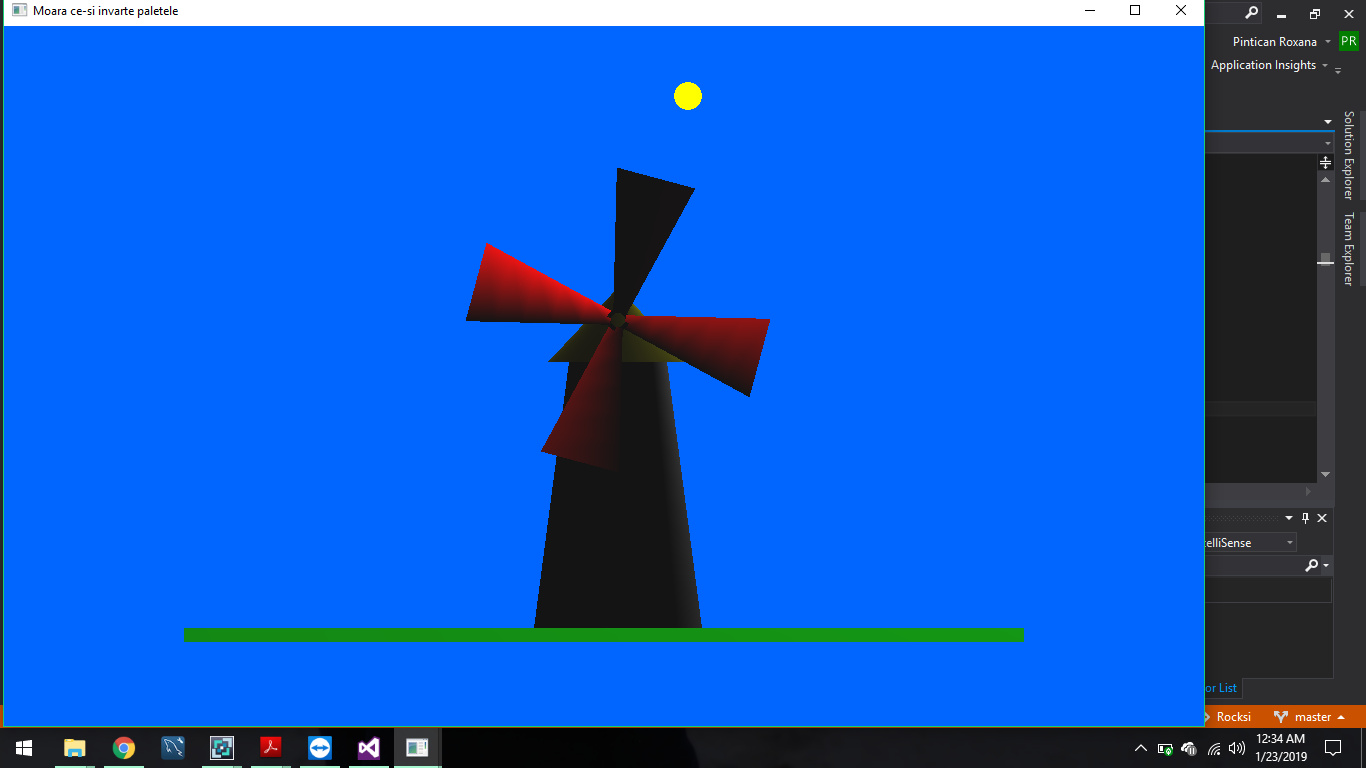 Moara ce-si invarte paletele
Pintican Roxana
PR
Application Insights
Solution Explorer
Team Explorer
elliSense
or List
Rocksi
master
12:34 AM
1/23/2019